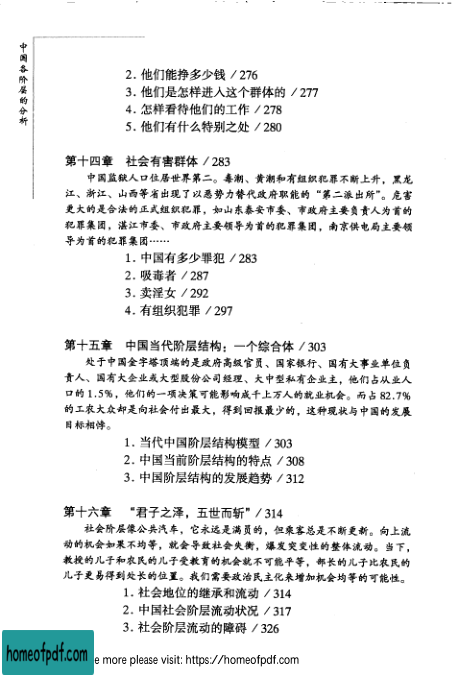 中国各阶层的分析
2. 他们能挣多少钱 / 276
3. 他们是怎样进入这个群体的 / 277
4. 怎样看待他们的工作 / 278
5. 他们有什么特别之处 / 280
第十四章 社会有害群体 / 283
中国监狱人口位居世界第二。毒潮、黄潮和有组织犯罪不断上升，黑龙
江、浙江、山西等省出现了以恶势力替代政府职能的“第二派出所”。危害
更大的是合法的正式组织犯罪，如山东泰安市委、市政府主要负责人为首的
犯罪集团，湛江市委、市政府主要领导为首的犯罪集团，南京供电局主要领
导为首的犯罪集团……
1. 中国有多少罪犯 / 283
2. 吸毒者 / 287
3. 卖淫女 / 292
4. 有组织犯罪 / 297
第十五章 中国当代阶层结构：一个综合体 / 303
处于中国金字塔顶端的是政府高级官员、国家银行、国有大事业单位负
责人、国有大企业或大型股份公司经理、大中型私有企业主，他们占从业人
口的1.5%，他们的一项决策可能影响成千上万人的就业机会。而占82.7%
的工农大众却是向社会付出最大，得到回报最少的，这种现状与中国的发展
目标相悖。
1. 当代中国阶层结构模型 / 303
2. 中国当前阶层结构的特点 / 308
3. 中国阶层结构的发展趋势 / 312
第十六章 “君子之泽，五世而斩” / 314
社会阶层像公共汽车，它永远是满员的，但乘客总是不断更新。向上流
动的机会如果不均等，就会导致社会失衡，爆发突变性的整体流动。当下，
教授的儿子和农民的儿子受教育的机会就不可能平等，部长的儿子比农民的
儿子更易得到处长的位置。我们需要政治民主化来增加机会均等的可能性。
1. 社会地位的继承和流动 / 314
2. 中国社会阶层流动状况 / 317
3. 社会阶层流动的障碍 / 326
homeofpdf.com
e more please visit: https://homeofpdf.com